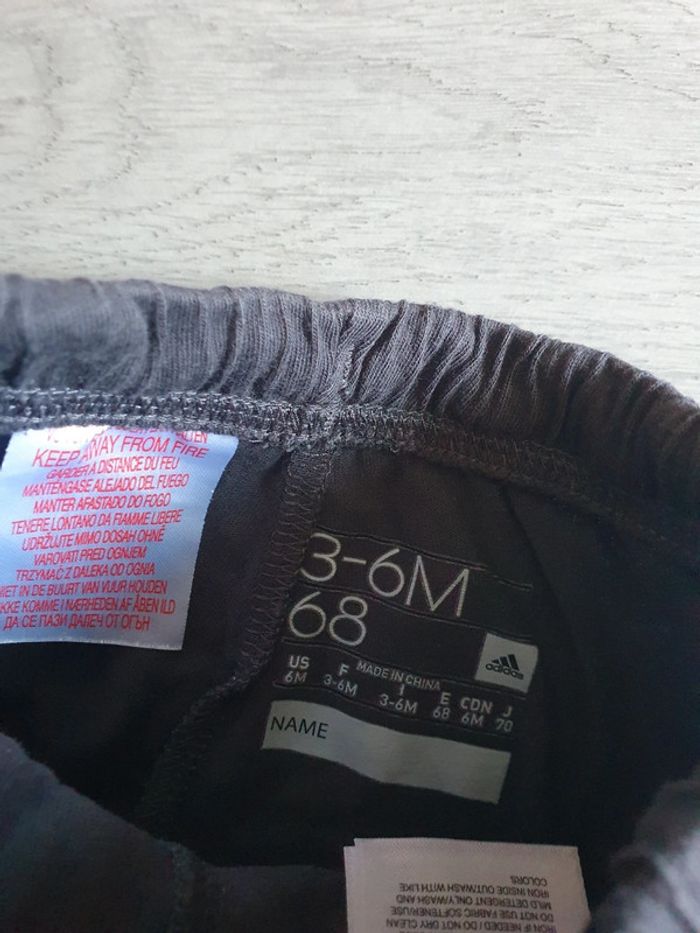 KEEP AWAY FROM FIRE
GARDER A DISTANCE DU FEU
MANTÉNGASE ALEJADO DEL FUEGO
MANTER AFASTADO DO FOGO
TENERE LONTANO DA FIAMME LIBERE
UDRŽUJTE MIMO DOSAH OHNĚ
VAROVATI PRED OGNJEM
TRZYMAĆ Z DALEKA OD OGNIA
NIET IN DE BUURT VAN VUUR HOUDEN
KOMME I NÆRHEDEN AF ÅBEN ILD
ДА СЕ ПАЗИ ДАЛЕЧ ОТ ОГЪН
3-6M
68
adidas
MADE IN CHINA
US F I E CDN J
6M 3-6M 3-6M 68 6M 70
NAME
IRON IF NEEDED / DO NOT DRY CLEAN
DO NOT USE FABRIC SOFTENER/USE
MILD DETERGENT ONLY/WASH AND
IRON INSIDE OUT/WASH WITH LIKE
COLORS